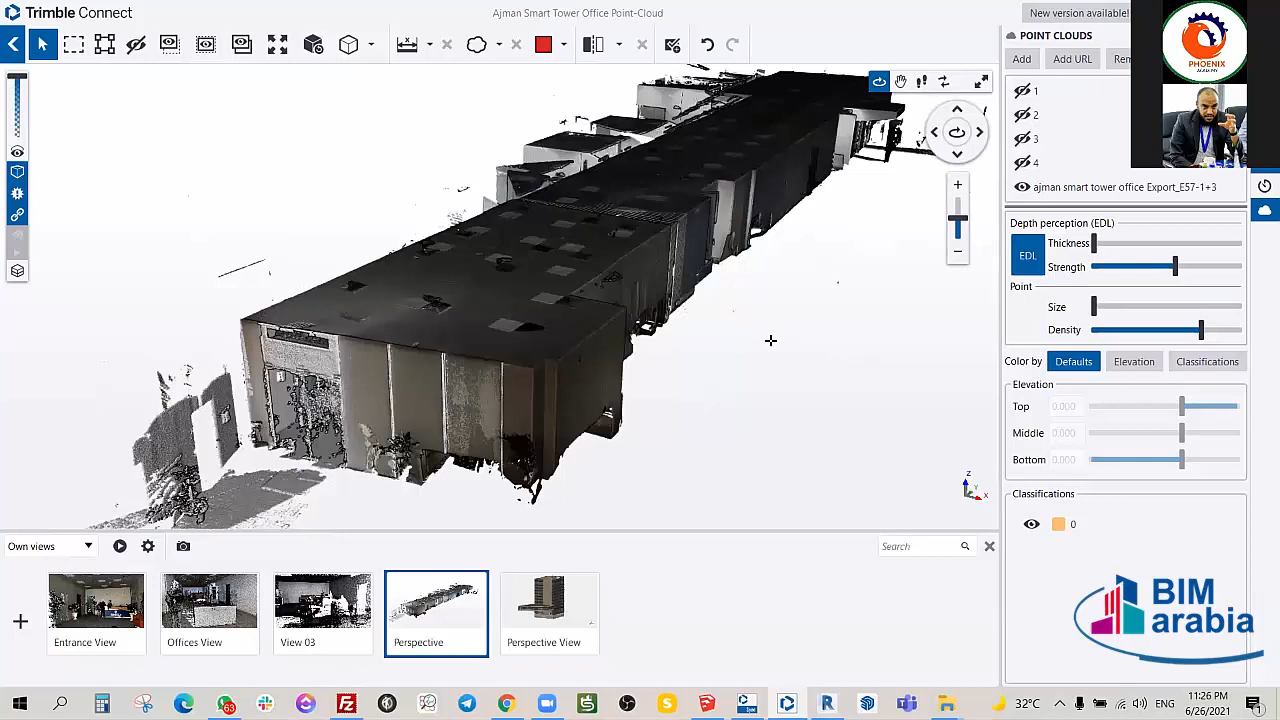 Trimble Connect
Ajman Smart Tower Office Point-Cloud
New version available!
PHOENIX
ACADEMY
POINT CLOUDS
Add
Add URL
1
2
3
4
ajman smart tower office Export_E57-1+3
Depth perception (EDL)
EDL
Thickness
Strength
Point
Size
Density
Color by
Defaults
Elevation
Classifications
Elevation
Top
0.000
Middle
0.000
Bottom
0.000
Classifications
0
Z
Y
X
Own views
Search
Entrance View
Offices View
View 03
Perspective
Perspective View
BIM
arabia
63
32°C
ENG
11:26 PM
6/26/2021